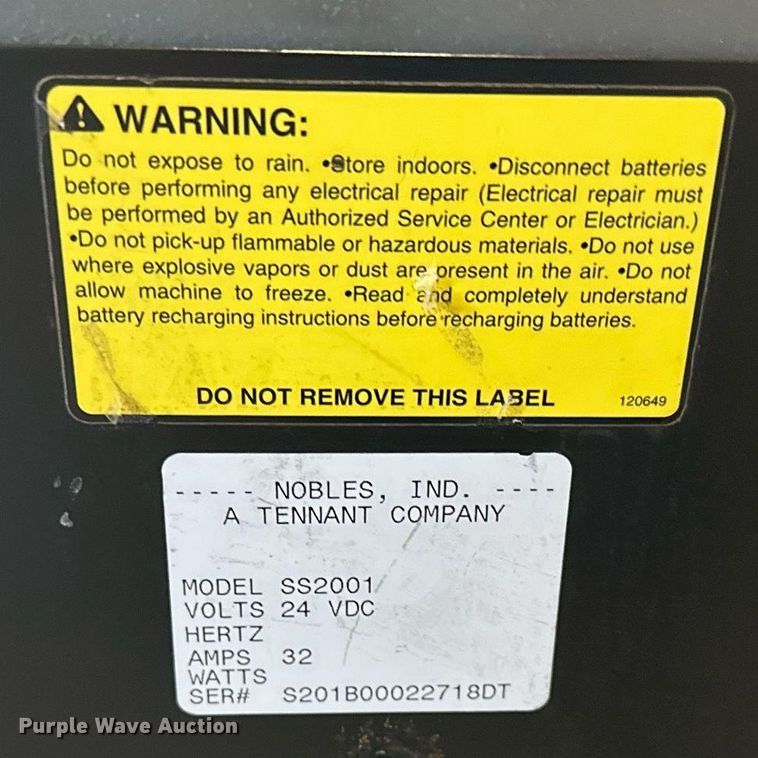 WARNING:
Do not expose to rain. •Store indoors. •Disconnect batteries
before performing any electrical repair (Electrical repair must
be performed by an Authorized Service Center or Electrician.)
•Do not pick-up flammable or hazardous materials. •Do not use
where explosive vapors or dust are present in the air. •Do not
allow machine to freeze. •Read and completely understand
battery recharging instructions before recharging batteries.
DO NOT REMOVE THIS LABEL 120649
----- NOBLES, IND. ----
A TENNANT COMPANY
MODEL SS2001
VOLTS 24 VDC
HERTZ
AMPS 32
WATTS
SER# S201B00022718DT
Purple Wave Auction